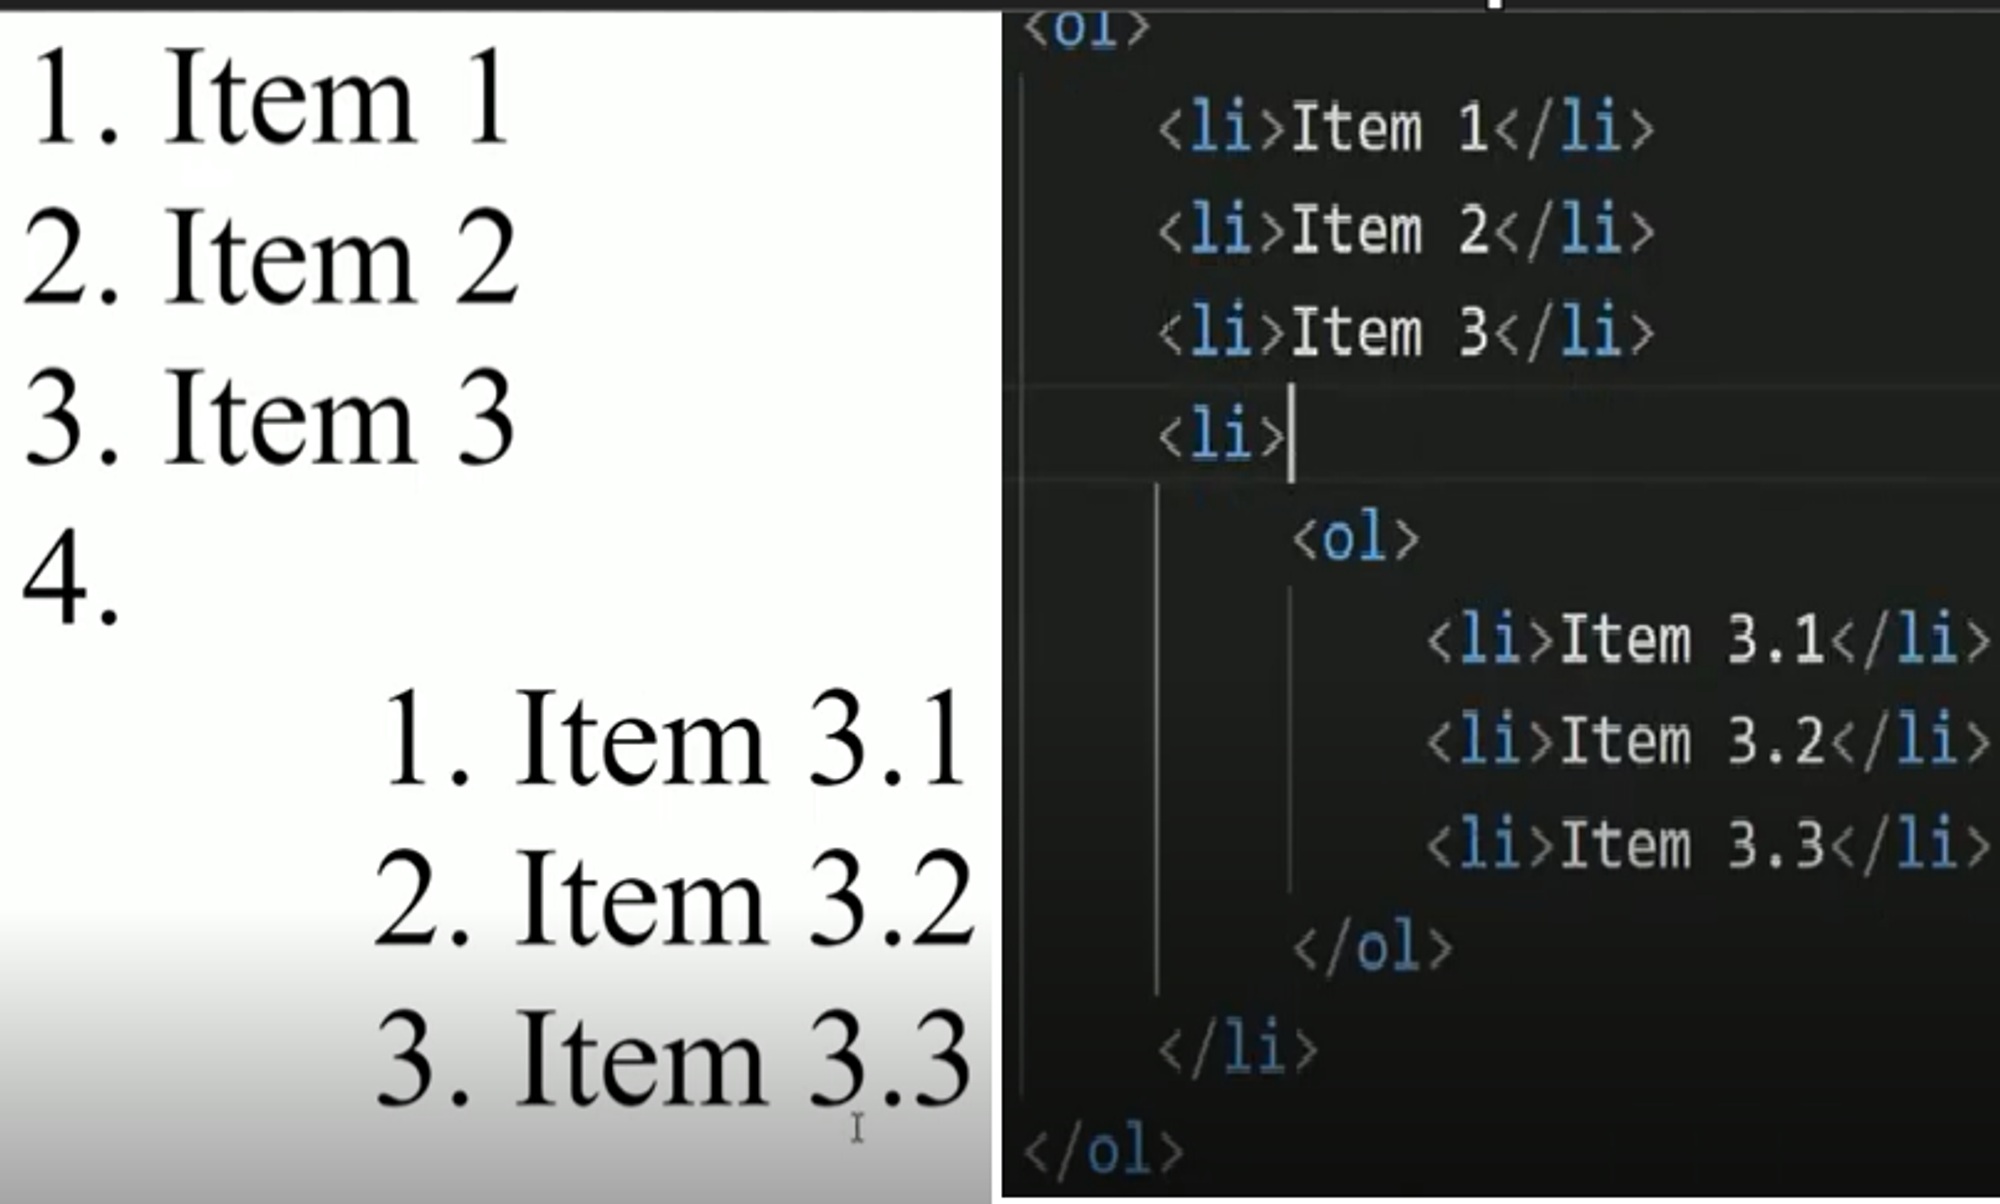 1. Item 1
2. Item 2
3. Item 3
4.
1. Item 3.1
2. Item 3.2
3. Item 3.3
<ol>
<li>Item 1</li>
<li>Item 2</li>
<li>Item 3</li>
<li>
<ol>
<li>Item 3.1</li>
<li>Item 3.2</li>
<li>Item 3.3</li>
</ol>
</li>
</ol>